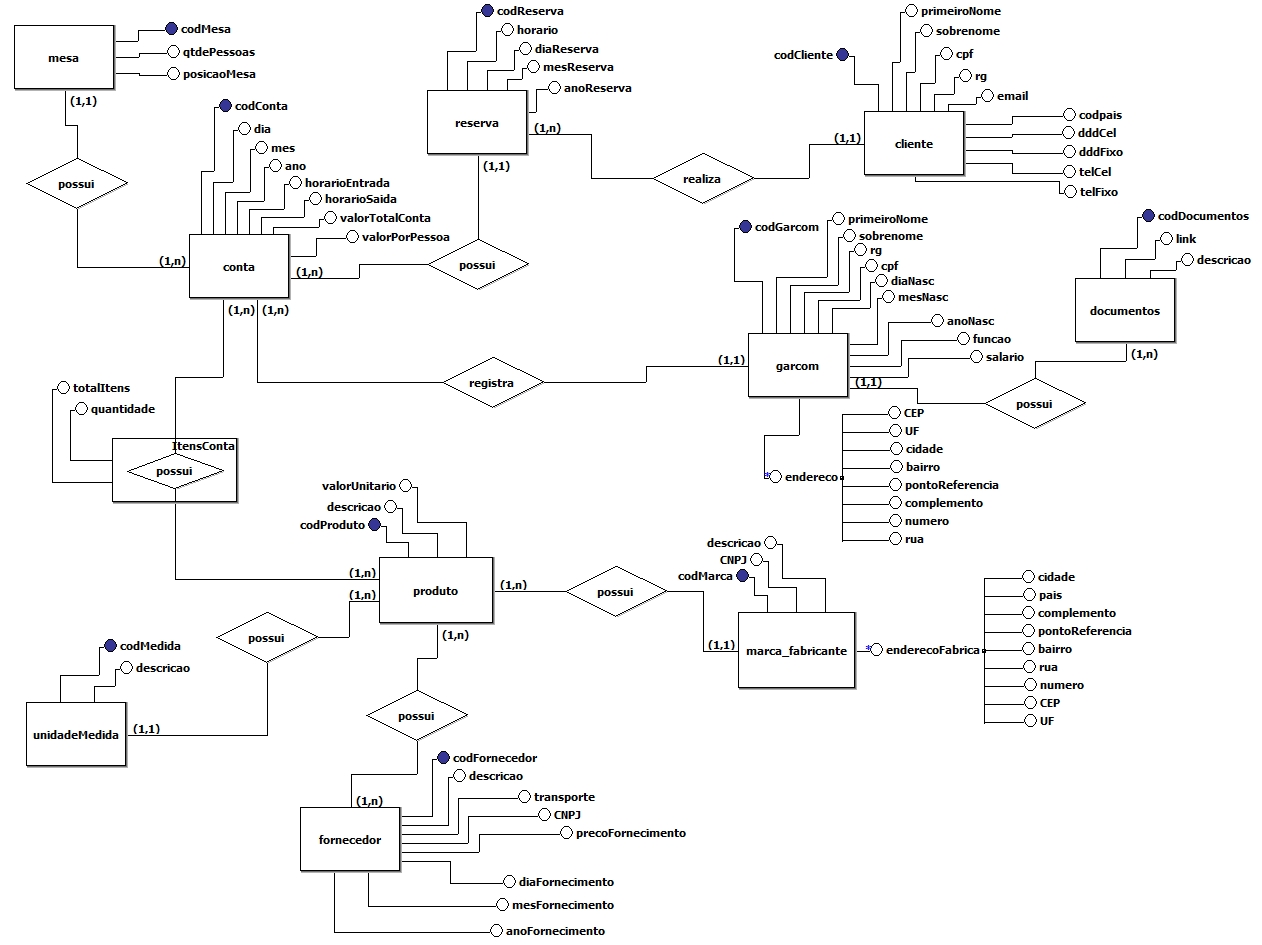 mesa
codMesa
qtdePessoas
posicaoMesa
(1,1)
possui
(1,n)
codConta
dia
mes
ano
horarioEntrada
horarioSaida
valorTotalConta
valorPorPessoa
conta
(1,n)
(1,n)
(1,n)
codReserva
horario
diaReserva
mesReserva
anoReserva
reserva
(1,n)
(1,1)
possui
realiza
(1,1)
primeiroNome
sobrenome
codCliente
cpf
rg
email
cliente
codpais
dddCel
dddFixo
telCel
telFixo
codGarcom
primeiroNome
sobrenome
rg
cpf
diaNasc
mesNasc
anoNasc
funcao
salario
garcom
(1,1)
(1,1)
registra
codDocumentos
link
descricao
documentos
(1,n)
possui
*
endereco
CEP
UF
cidade
bairro
pontoReferencia
complemento
numero
rua
totalItens
quantidade
ItensConta
possui
valorUnitario
descricao
codProduto
(1,n)
(1,n)
produto
(1,n)
(1,n)
possui
possui
codMedida
descricao
unidadeMedida
(1,1)
descricao
CNPJ
codMarca
(1,1)
marca_fabricante
*
enderecoFabrica
cidade
pais
complemento
pontoReferencia
bairro
rua
numero
CEP
UF
possui
(1,n)
fornecedor
codFornecedor
descricao
transporte
CNPJ
precoFornecimento
diaFornecimento
mesFornecimento
anoFornecimento